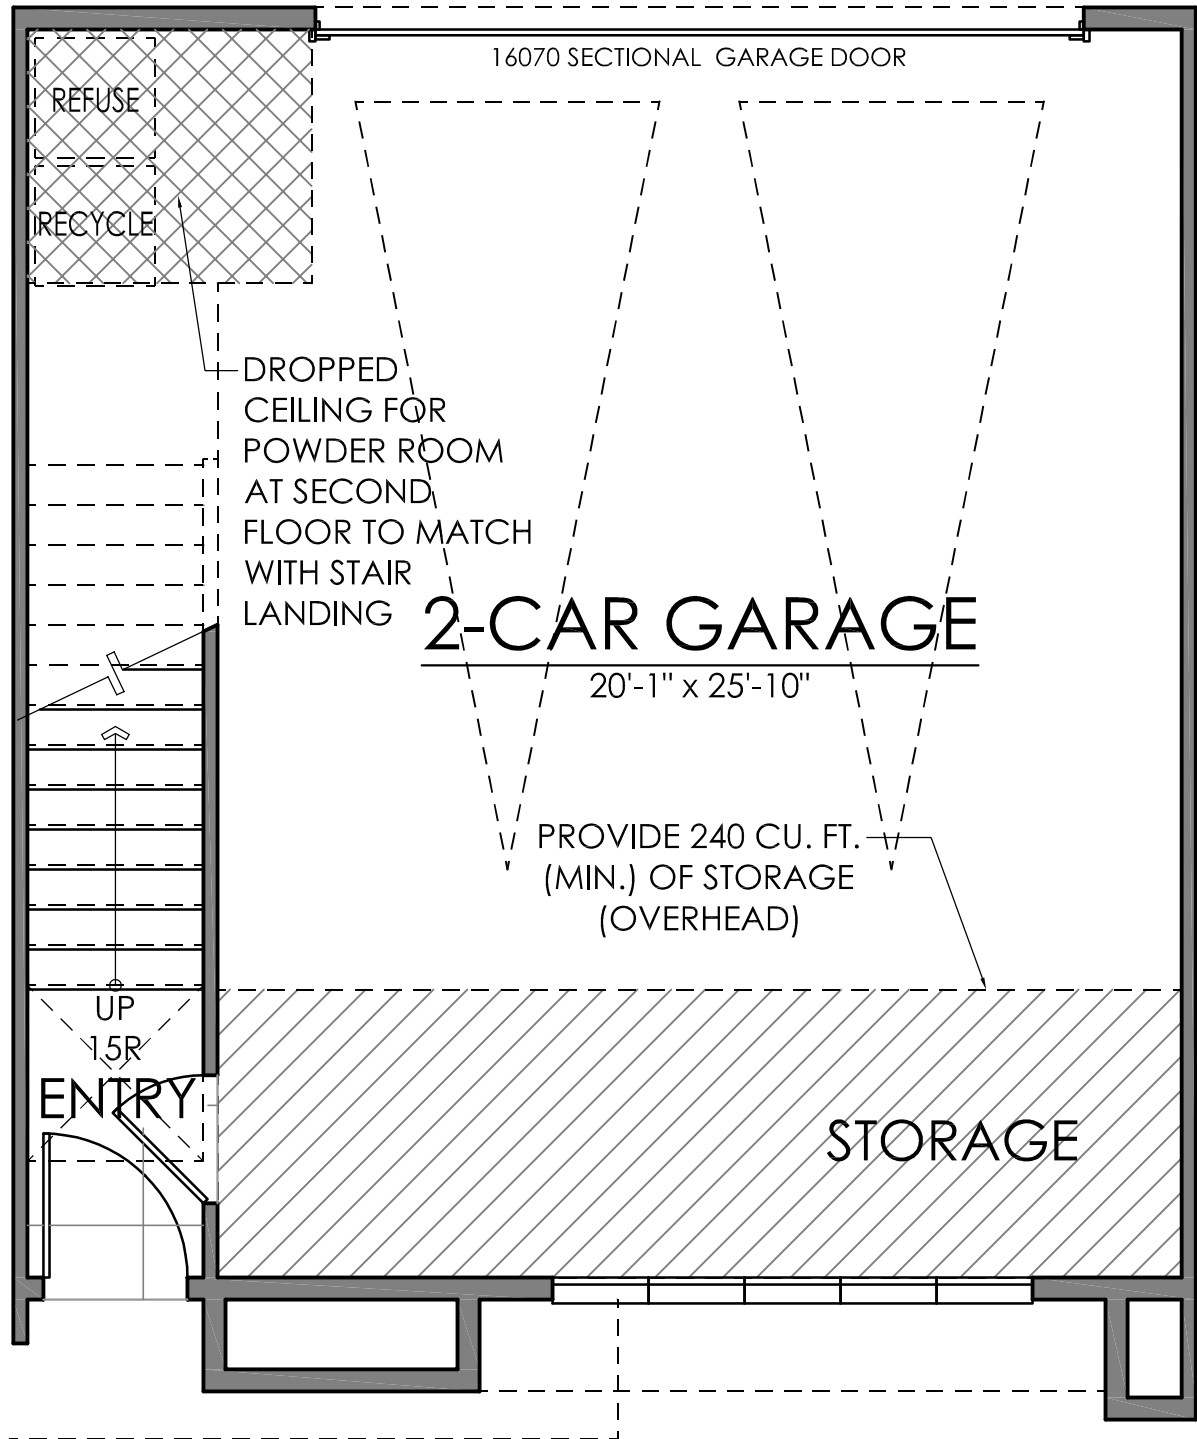 16070 SECTIONAL GARAGE DOOR
REFUSE
RECYCLE
DROPPED
CEILING FOR
POWDER ROOM
AT SECOND
FLOOR TO MATCH
WITH STAIR
LANDING
2-CAR GARAGE
20'-1" x 25'-10"
PROVIDE 240 CU. FT.
(MIN.) OF STORAGE
(OVERHEAD)
UP
15R
ENTRY
STORAGE